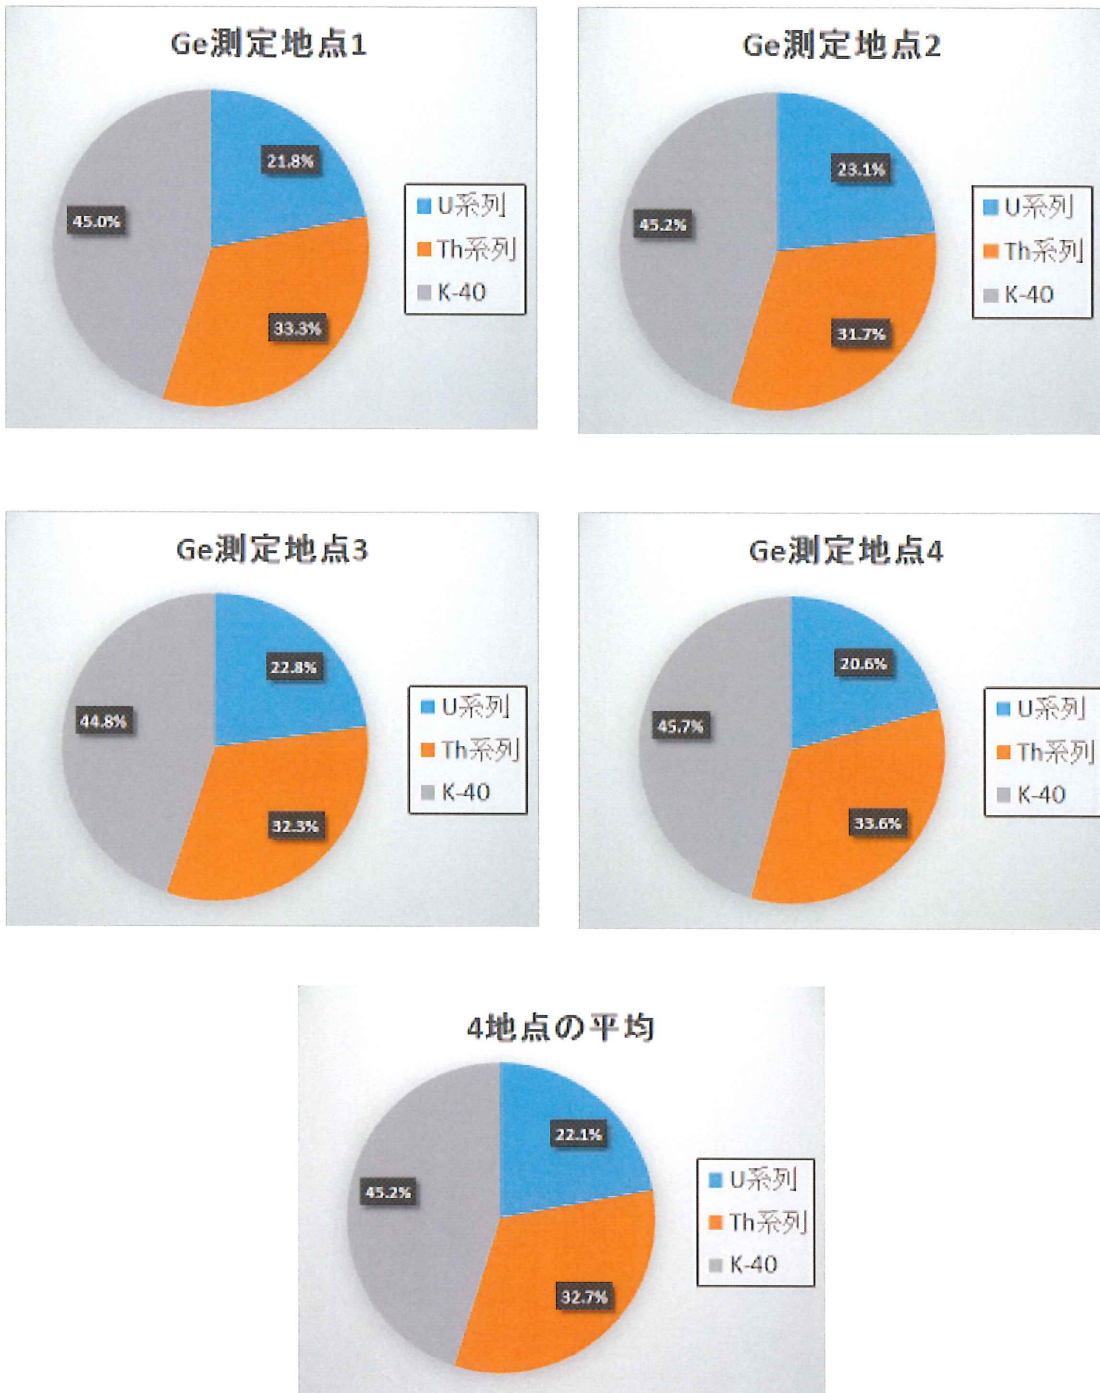 Ge測定地点1
21.8%
45.0%
33.3%
U系列
Th系列
K-40
Ge測定地点2
23.1%
45.2%
31.7%
U系列
Th系列
K-40
Ge測定地点3
22.8%
44.8%
32.3%
U系列
Th系列
K-40
Ge測定地点4
20.6%
45.7%
33.6%
U系列
Th系列
K-40
4地点の平均
22.1%
45.2%
32.7%
U系列
Th系列
K-40